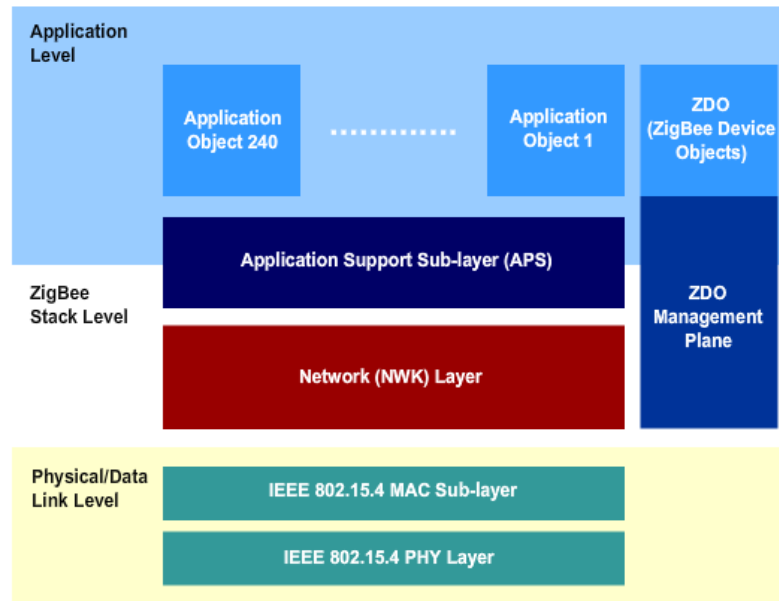 Application
Level
Application
Object 240
.............
Application
Object 1
ZDO
(ZigBee Device
Objects)
Application Support Sub-layer (APS)
ZigBee
Stack Level
ZDO
Management
Plane
Network (NWK) Layer
Physical/Data
Link Level
IEEE 802.15.4 MAC Sub-layer
IEEE 802.15.4 PHY Layer